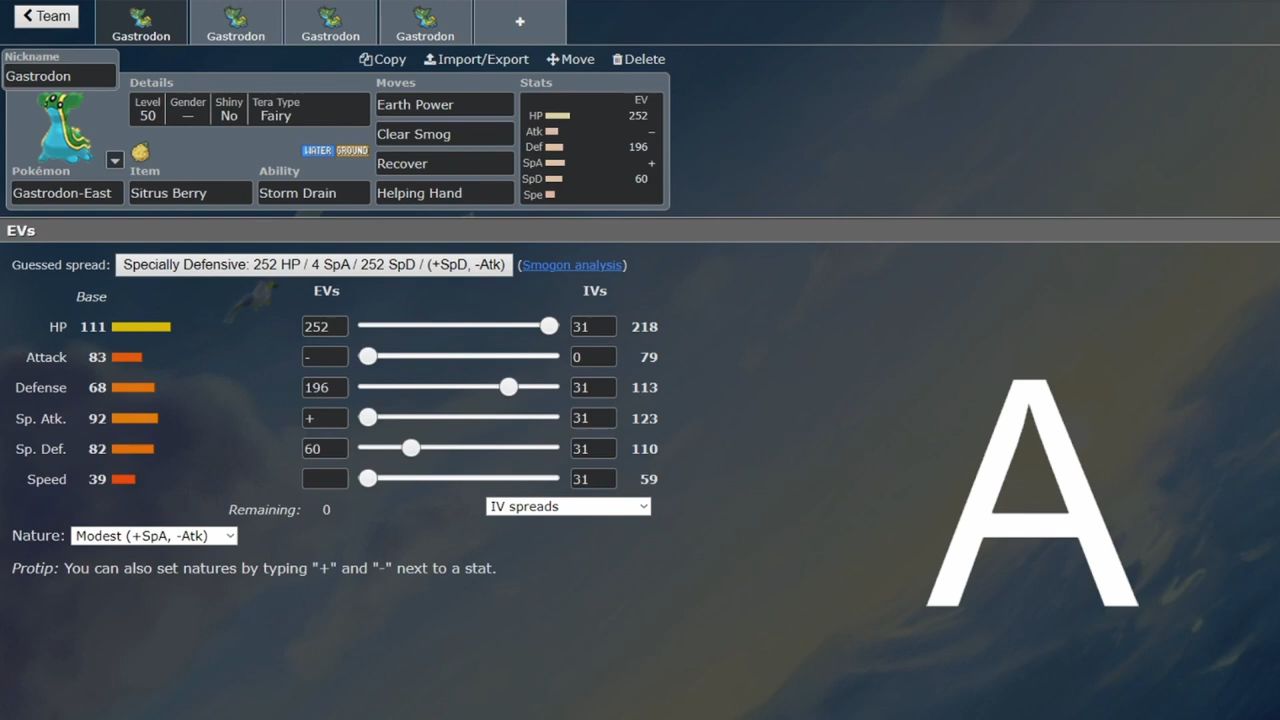 Team
Gastrodon Gastrodon Gastrodon Gastrodon +
Nickname
Gastrodon
Copy Import/Export Move Delete
Details Moves Stats
Level Gender Shiny Tera Type
50 — No Fairy
WATER GROUND
Pokémon Item Ability
Gastrodon-East Sitrus Berry Storm Drain
Earth Power
Clear Smog
Recover
Helping Hand
EV
HP 252
Atk –
Def 196
SpA +
SpD 60
Spe
EVs
Guessed spread: Specially Defensive: 252 HP / 4 SpA / 252 SpD / (+SpD, -Atk) (Smogon analysis)
Base EVs IVs
HP 111 252 31 218
Attack 83 - 0 79
Defense 68 196 31 113
Sp. Atk. 92 + 31 123
Sp. Def. 82 60 31 110
Speed 39 31 59
Remaining: 0 IV spreads
Nature: Modest (+SpA, -Atk)
Protip: You can also set natures by typing "+" and "-" next to a stat.
A